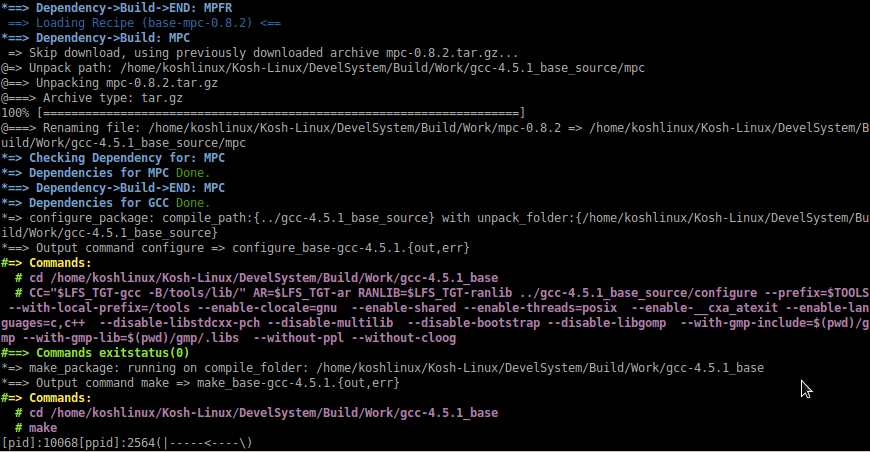 *==> Dependency->Build->END: MPFR
 ==> Loading Recipe (base-mpc-0.8.2) <==
*==> Dependency->Build: MPC
 => Skip download, using previously downloaded archive mpc-0.8.2.tar.gz...
@=> Unpack path: /home/koshlinux/Kosh-Linux/DevelSystem/Build/Work/gcc-4.5.1_base_source/mpc
@==> Unpacking mpc-0.8.2.tar.gz
@===> Archive type: tar.gz
100% [====================================================================]
@===> Renaming file: /home/koshlinux/Kosh-Linux/DevelSystem/Build/Work/mpc-0.8.2 => /home/koshlinux/Kosh-Linux/DevelSystem/B
uild/Work/gcc-4.5.1_base_source/mpc
*=> Checking Dependency for: MPC
*=> Dependencies for MPC Done.
*==> Dependency->Build->END: MPC
*=> Dependencies for GCC Done.
*=> configure_package: compile_path:{../gcc-4.5.1_base_source} with unpack_folder:{/home/koshlinux/Kosh-Linux/DevelSystem/Bu
ild/Work/gcc-4.5.1_base_source}
*==> Output command configure => configure_base-gcc-4.5.1.{out,err}
#=> Commands:
  # cd /home/koshlinux/Kosh-Linux/DevelSystem/Build/Work/gcc-4.5.1_base
  # CC="$LFS_TGT-gcc -B/tools/lib/" AR=$LFS_TGT-ar RANLIB=$LFS_TGT-ranlib ../gcc-4.5.1_base_source/configure --prefix=$TOOLS
 --with-local-prefix=/tools --enable-clocale=gnu  --enable-shared --enable-threads=posix  --enable-__cxa_atexit --enable-lan
guages=c,c++  --disable-libstdcxx-pch --disable-multilib  --disable-bootstrap --disable-libgomp  --with-gmp-include=$(pwd)/g
mp --with-gmp-lib=$(pwd)/gmp/.libs  --without-ppl --without-cloog
#==> Commands exitstatus(0)
*=> make_package: running on compile_folder: /home/koshlinux/Kosh-Linux/DevelSystem/Build/Work/gcc-4.5.1_base
*==> Output command make => make_base-gcc-4.5.1.{out,err}
#=> Commands:
  # cd /home/koshlinux/Kosh-Linux/DevelSystem/Build/Work/gcc-4.5.1_base
  # make
[pid]:10068[ppid]:2564(|-----<----\)